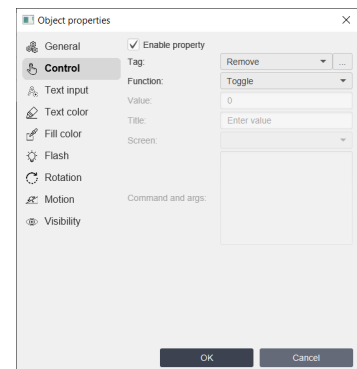 Object properties
General
Control
Text input
Text color
Fill color
Flash
Rotation
Motion
Visibility
Enable property
Tag: Remove ...
Function: Toggle
Value: 0
Title: Enter value
Screen:
Command and args:
OK Cancel